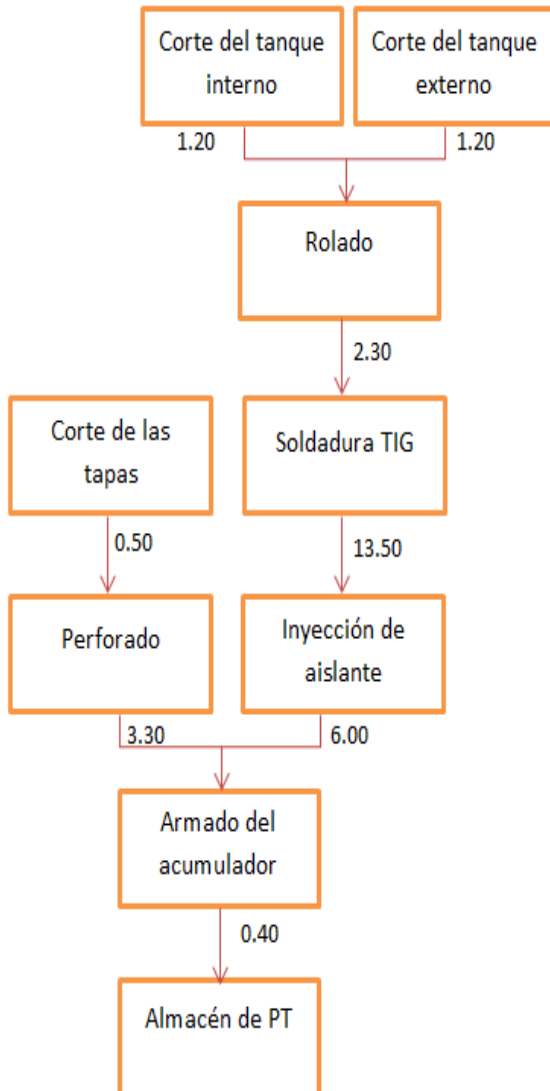 Corte del tanque
interno
Corte del tanque
externo
1.20
1.20
Rolado
2.30
Corte de las
tapas
Soldadura TIG
0.50
13.50
Perforado
Inyección de
aislante
3.30
6.00
Armado del
acumulador
0.40
Almacén de PT